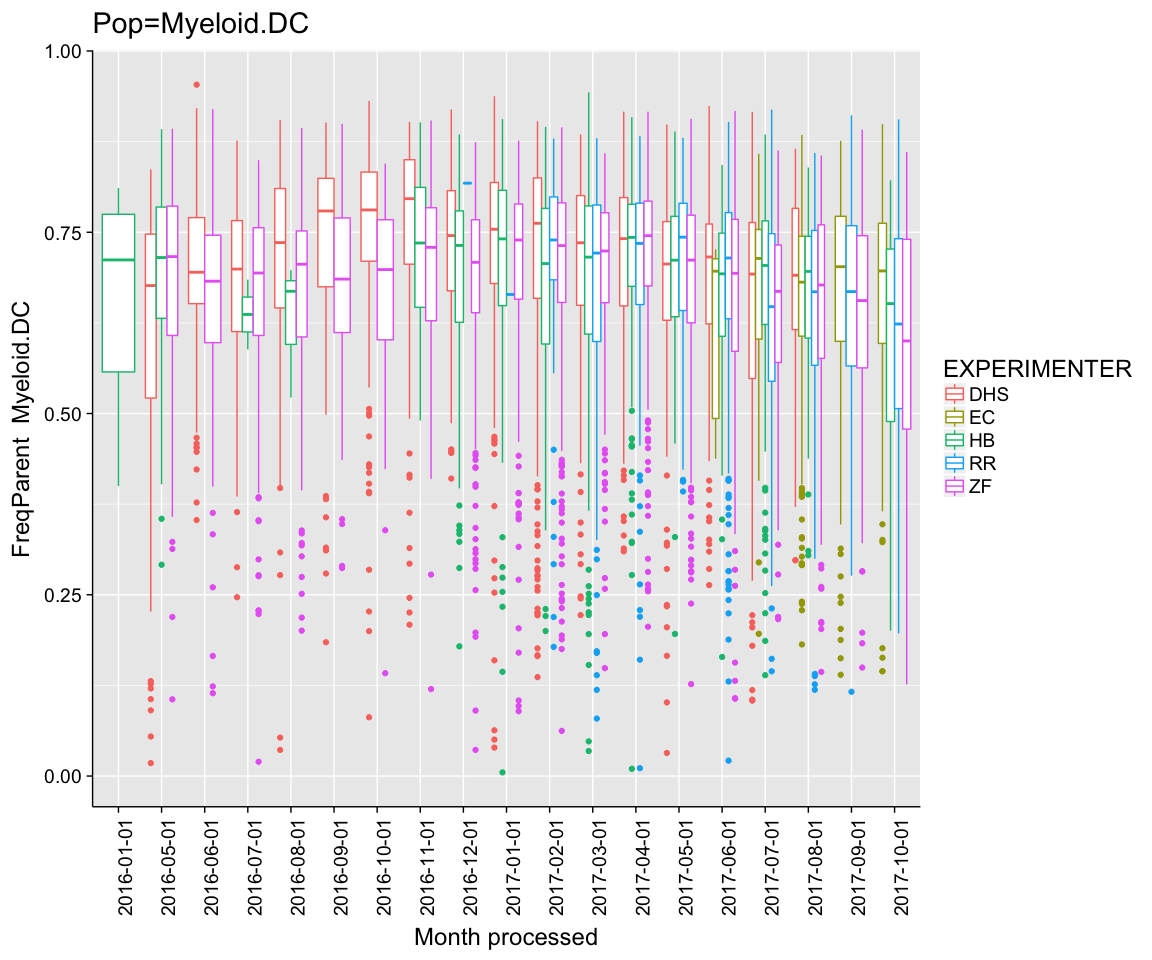 Pop=Myeloid.DC
1.00
0.75
0.50
0.25
0.00
FreqParent Myeloid.DC
2016-01-01
2016-05-01
2016-06-01
2016-07-01
2016-08-01
2016-09-01
2016-10-01
2016-11-01
2016-12-01
2017-01-01
2017-02-01
2017-03-01
2017-04-01
2017-05-01
2017-06-01
2017-07-01
2017-08-01
2017-09-01
2017-10-01
Month processed
EXPERIMENTER
DHS
EC
HB
RR
ZF